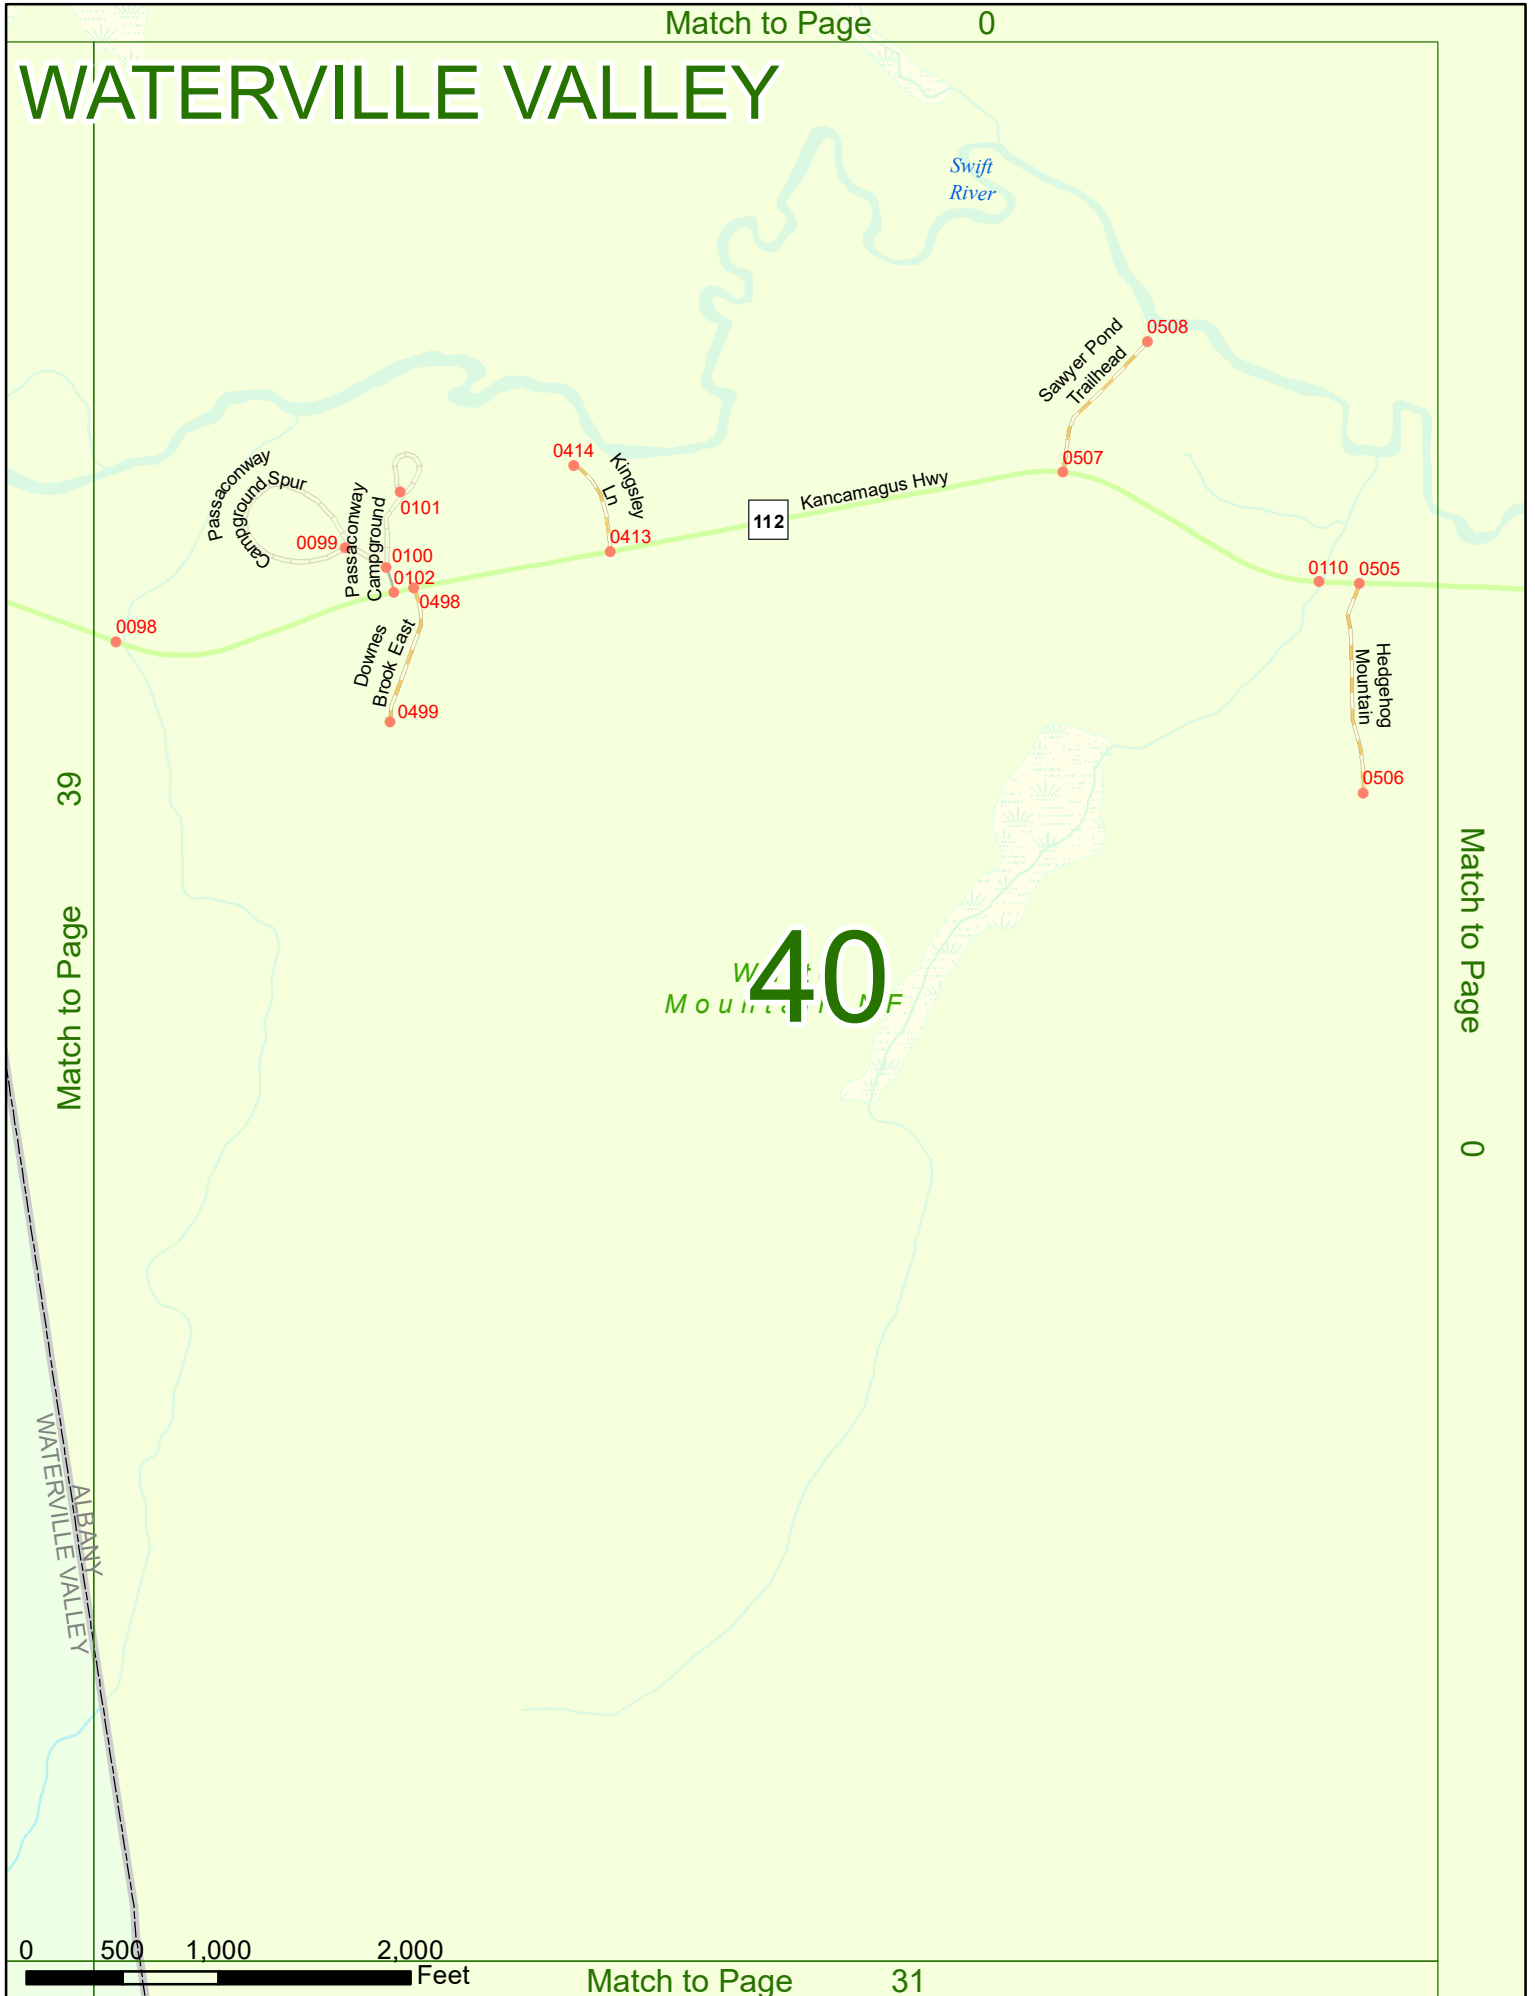 Match to Page 0
WATERVILLE VALLEY
Swift
River
Sawyer Pond
Trailhead
0508
0507
Kancamagus Hwy
112
0414
Kingsley
Ln
0413
Passaconway
Campground Spur
0099
Passaconway
Campground
0101
0100
0102
0498
0098
Downes
Brook East
0499
0110
0505
Hedgehog
Mountain
0506
Match to Page 39
Match to Page 0
40
NF
ALBANY
WATERVILLE VALLEY
0 500 1,000 2,000
Feet
Match to Page 31